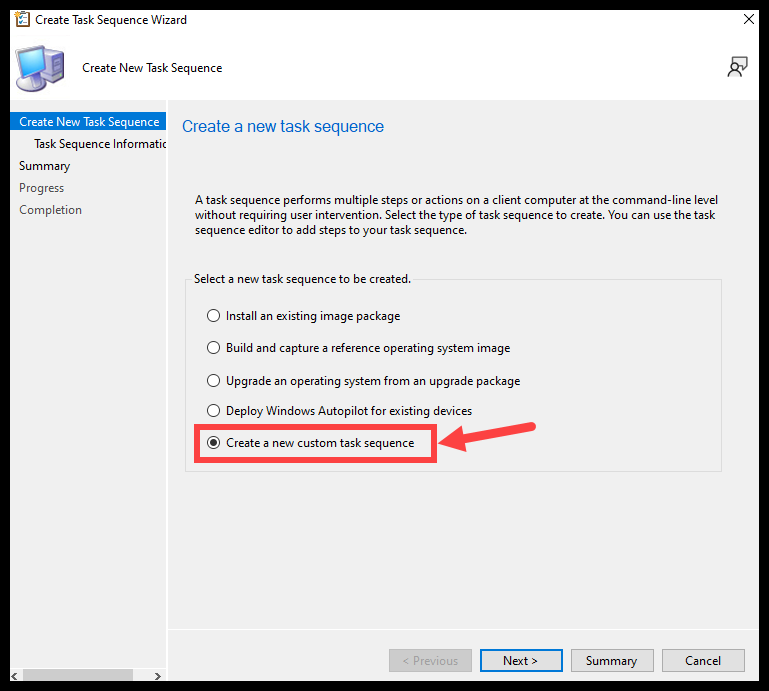 Create Task Sequence Wizard
Create New Task Sequence
Create New Task Sequence
Task Sequence Informatic
Summary
Progress
Completion
Create a new task sequence
A task sequence performs multiple steps or actions on a client computer at the command-line level
without requiring user intervention. Select the type of task sequence to create. You can use the task
sequence editor to add steps to your task sequence.
Select a new task sequence to be created.
Install an existing image package
Build and capture a reference operating system image
Upgrade an operating system from an upgrade package
Deploy Windows Autopilot for existing devices
Create a new custom task sequence
< Previous
Next >
Summary
Cancel